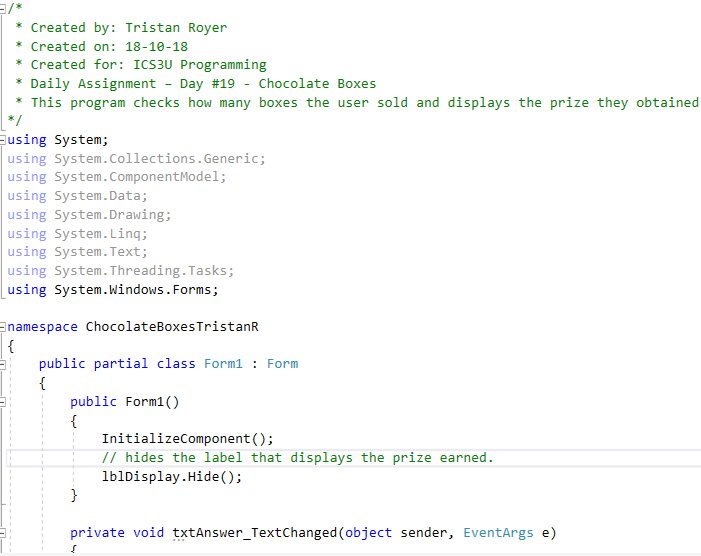 /*
 * Created by: Tristan Royer
 * Created on: 18-10-18
 * Created for: ICS3U Programming
 * Daily Assignment – Day #19 - Chocolate Boxes
 * This program checks how many boxes the user sold and displays the prize they obtained
*/
using System;
using System.Collections.Generic;
using System.ComponentModel;
using System.Data;
using System.Drawing;
using System.Linq;
using System.Text;
using System.Threading.Tasks;
using System.Windows.Forms;

namespace ChocolateBoxesTristanR
{
    public partial class Form1 : Form
    {
        public Form1()
        {
            InitializeComponent();
            // hides the label that displays the prize earned.
            lblDisplay.Hide();
        }

        private void txtAnswer_TextChanged(object sender, EventArgs e)
        {